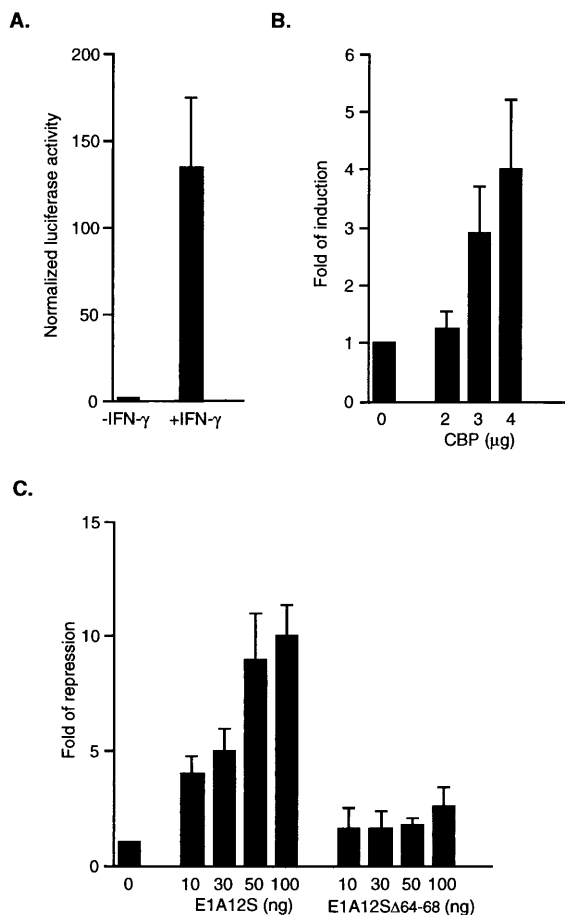 A.
Normalized luciferase activity
200
150
100
50
0
-IFN-γ +IFN-γ
B.
Fold of induction
6
5
4
3
2
1
0
0 2 3 4
CBP (μg)
C.
Fold of repression
15
10
5
0
0 10 30 50 100 10 30 50 100
E1A12S (ng) E1A12SΔ64-68 (ng)